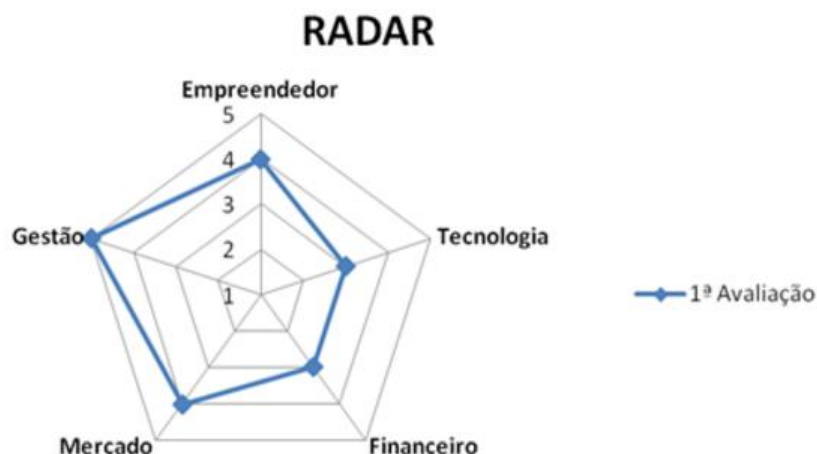 RADAR
Empreendedor
5
4
3
2
1
Gestão
Tecnologia
1ª Avaliação
Mercado
Financeiro